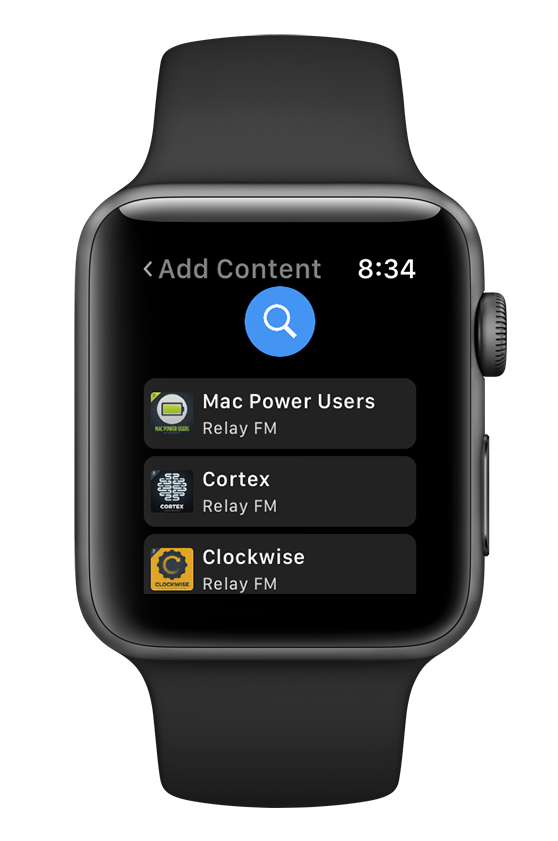 Add Content 8:34
Mac Power Users
Relay FM
MAC POWER USERS
Cortex
Relay FM
CORTEX
Clockwise
Relay FM
CLOCKWISE